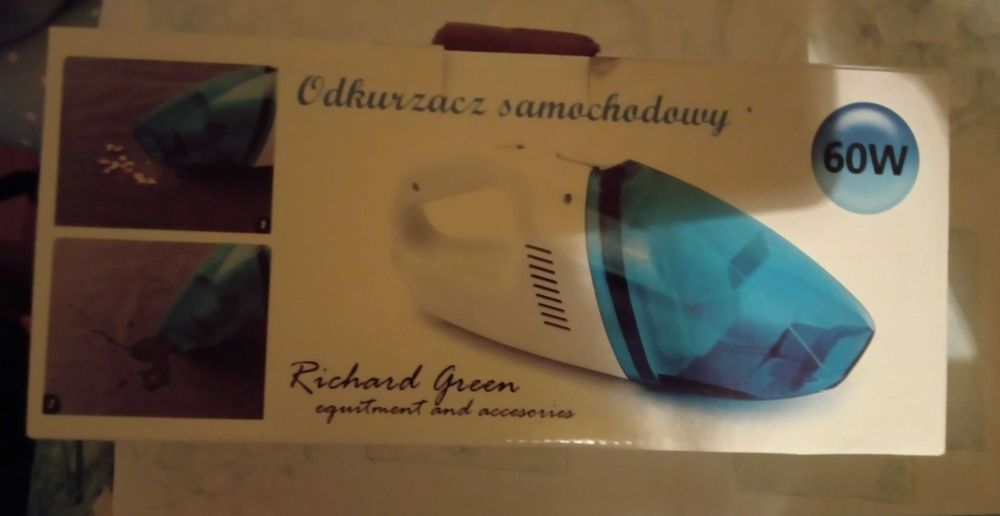 Odkurzacz samochodowy
60W
Richard Green
equitment and accesories